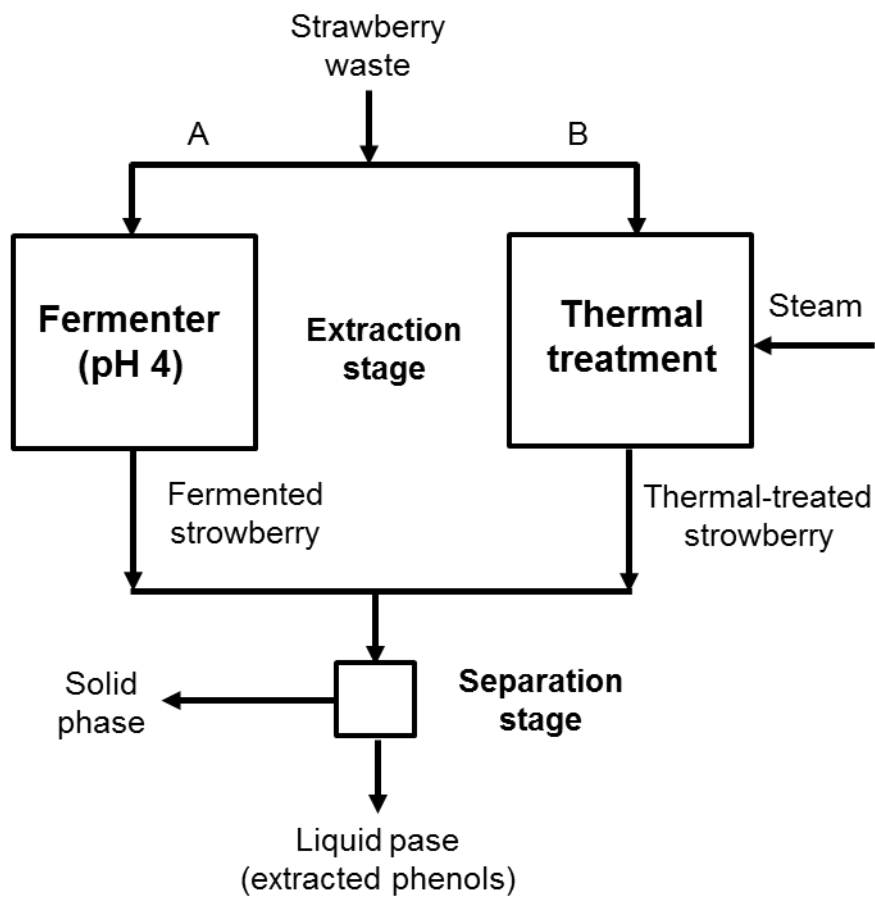 Strawberry
waste
A
B
Fermenter
(pH 4)
Extraction
stage
Thermal
treatment
Steam
Fermented
strowberry
Thermal-treated
strowberry
Solid
phase
Separation
stage
Liquid pase
(extracted phenols)